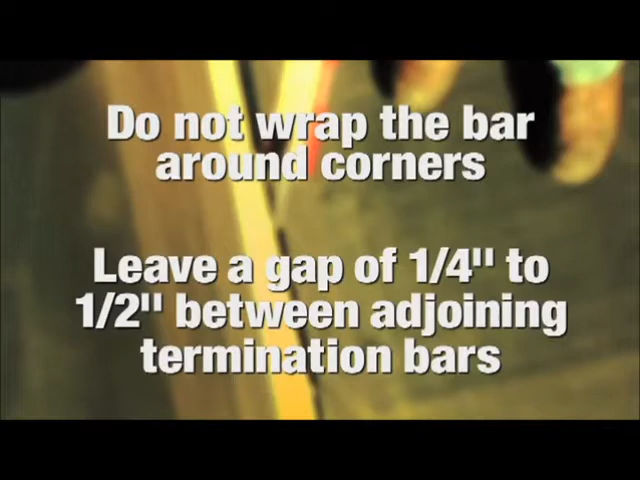 Do not wrap the bar
around corners
Leave a gap of 1/4" to
1/2" between adjoining
termination bars